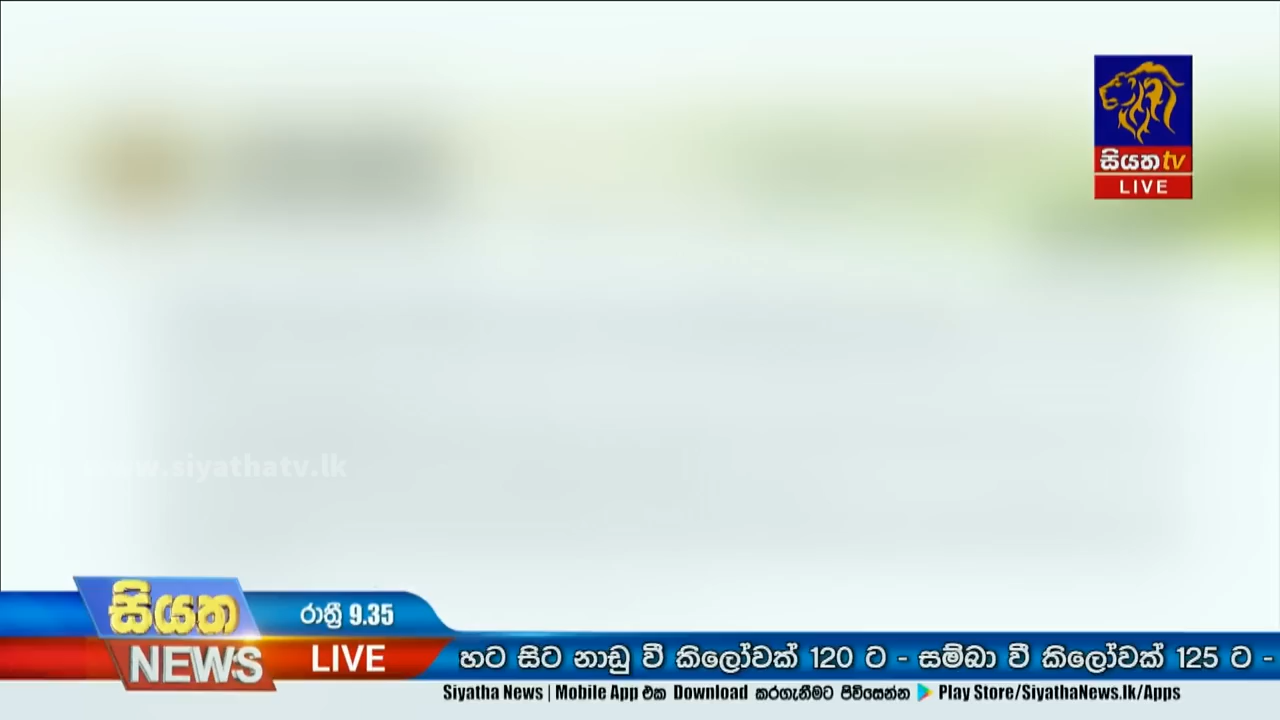 සියත tv
LIVE
www.siyathatv.lk
සියත
NEWS
රාත්‍රී 9.35
LIVE
හට සිට නාඩු වී කිලෝවක් 120 ට - සම්බා වී කිලෝවක් 125 ට -
Siyatha News | Mobile App එක Download කරගැනීමට පිවිසෙන්න Play Store/SiyathaNews.lk/Apps